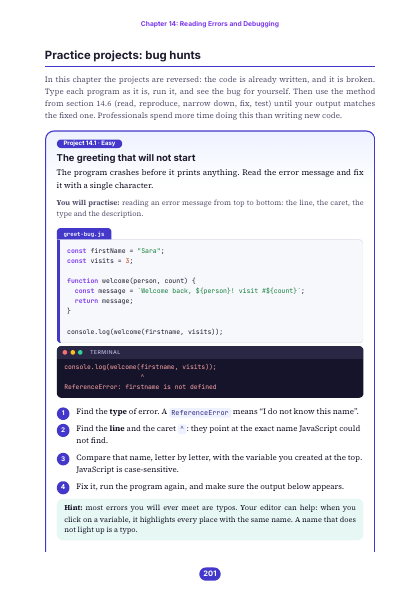 Chapter 14: Reading Errors and Debugging
Practice projects: bug hunts
In this chapter the projects are reversed: the code is already written, and it is broken.
Type each program as it is, run it, and see the bug for yourself. Then use the method
from section 14.6 (read, reproduce, narrow down, fix, test) until your output matches
the fixed one. Professionals spend more time doing this than writing new code.
Project 14.1 · Easy
The greeting that will not start
The program crashes before it prints anything. Read the error message and fix
it with a single character.
You will practise: reading an error message from top to bottom: the line, the caret, the
type and the description.
greet-bug.js
const firstName = "Sara";
const visits = 3;
function welcome(person, count) {
const message = `Welcome back, ${person}! visit #${count}`;
return message;
}
console.log(welcome(firstname, visits));
TERMINAL
console.log(welcome(firstname, visits));
^
ReferenceError: firstname is not defined
1 Find the type of error. A ReferenceError means “I do not know this name”.
2 Find the line and the caret ^ : they point at the exact name JavaScript could
not find.
3 Compare that name, letter by letter, with the variable you created at the top.
JavaScript is case-sensitive.
4 Fix it, run the program again, and make sure the output below appears.
Hint: most errors you will ever meet are typos. Your editor can help: when you
click on a variable, it highlights every place with the same name. A name that does
not light up is a typo.
201